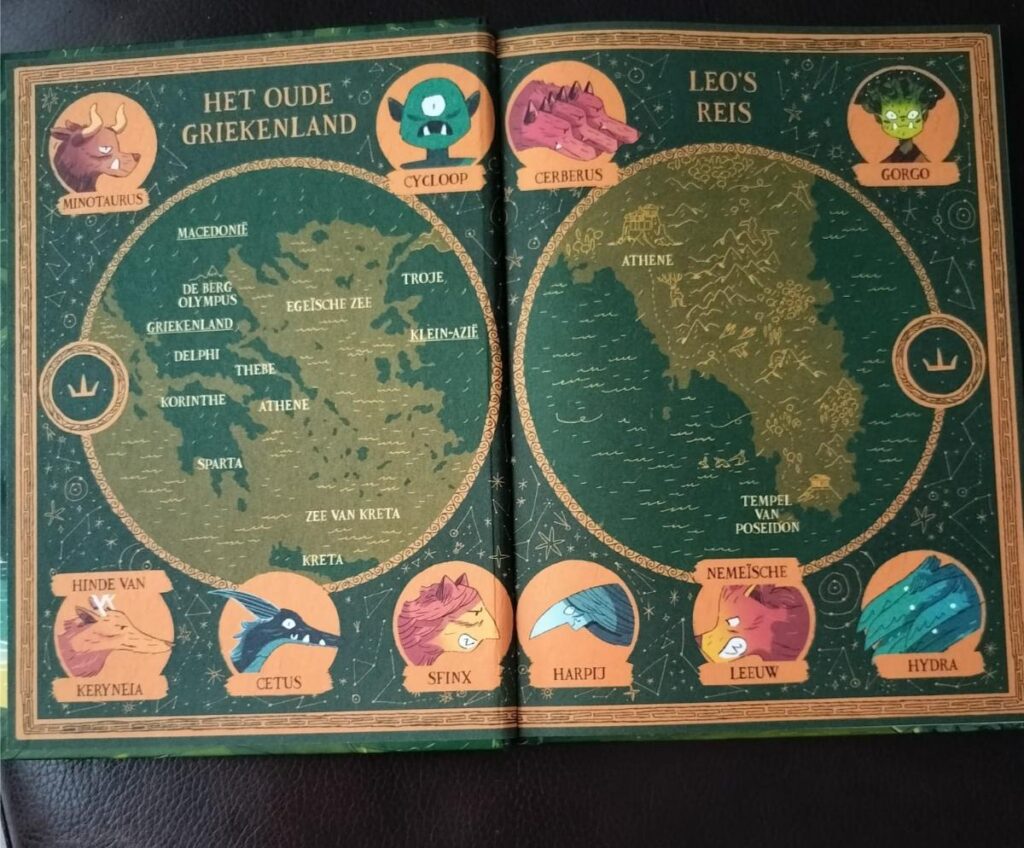 HET OUDE
GRIEKENLAND
MINOTAURUS
CYCLOOP
MACEDONIË
DE BERG
OLYMPUS
TROJE
EGEÏSCHE ZEE
GRIEKENLAND
KLEIN-AZIË
DELPHI
THEBE
KORINTHE
ATHENE
SPARTA
ZEE VAN KRETA
KRETA
HINDE VAN
KERYNEIA
CETUS
SFINX
LEO'S
REIS
CERBERUS
GORGO
ATHENE
TEMPEL
VAN
POSEIDON
HARPIJ
NEMEÏSCHE
LEEUW
HYDRA